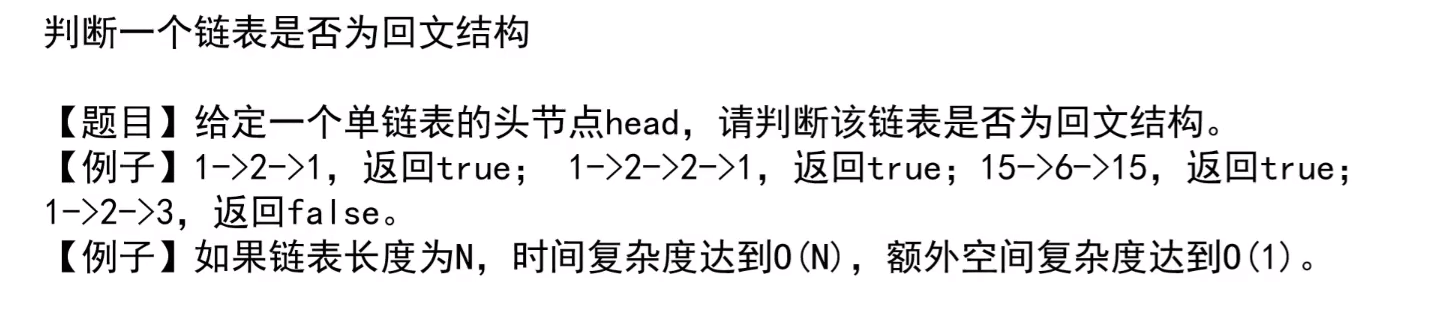 判断一个链表是否为回文结构
【题目】给定一个单链表的头节点head，请判断该链表是否为回文结构。
【例子】1->2->1，返回true； 1->2->2->1，返回true；15->6->15，返回true；
1->2->3，返回false。
【例子】如果链表长度为N，时间复杂度达到O(N)，额外空间复杂度达到O(1)。